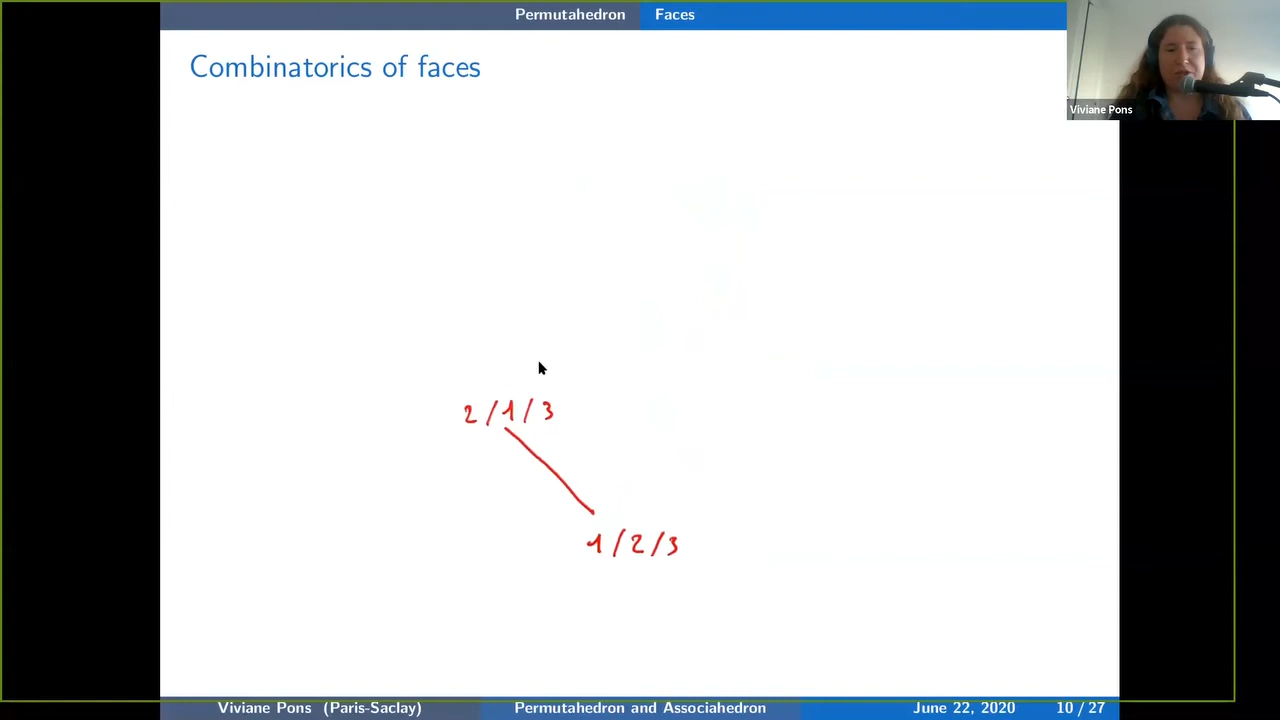 Permutahedron Faces
Combinatorics of faces
Viviane Pons
2 / 1 / 3
1 / 2 / 3
Viviane Pons (Paris-Saclay) Permutahedron and Associahedron June 22, 2020 10 / 27